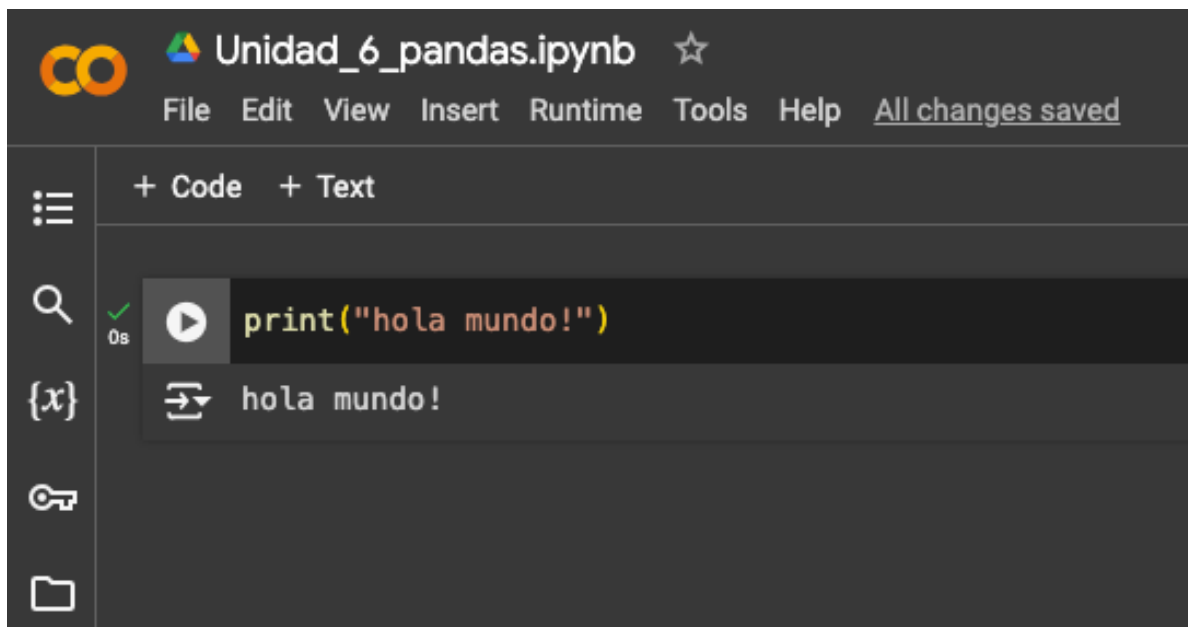 Unidad_6_pandas.ipynb
File Edit View Insert Runtime Tools Help All changes saved
+ Code + Text
print("hola mundo!")
0s
hola mundo!
{x}